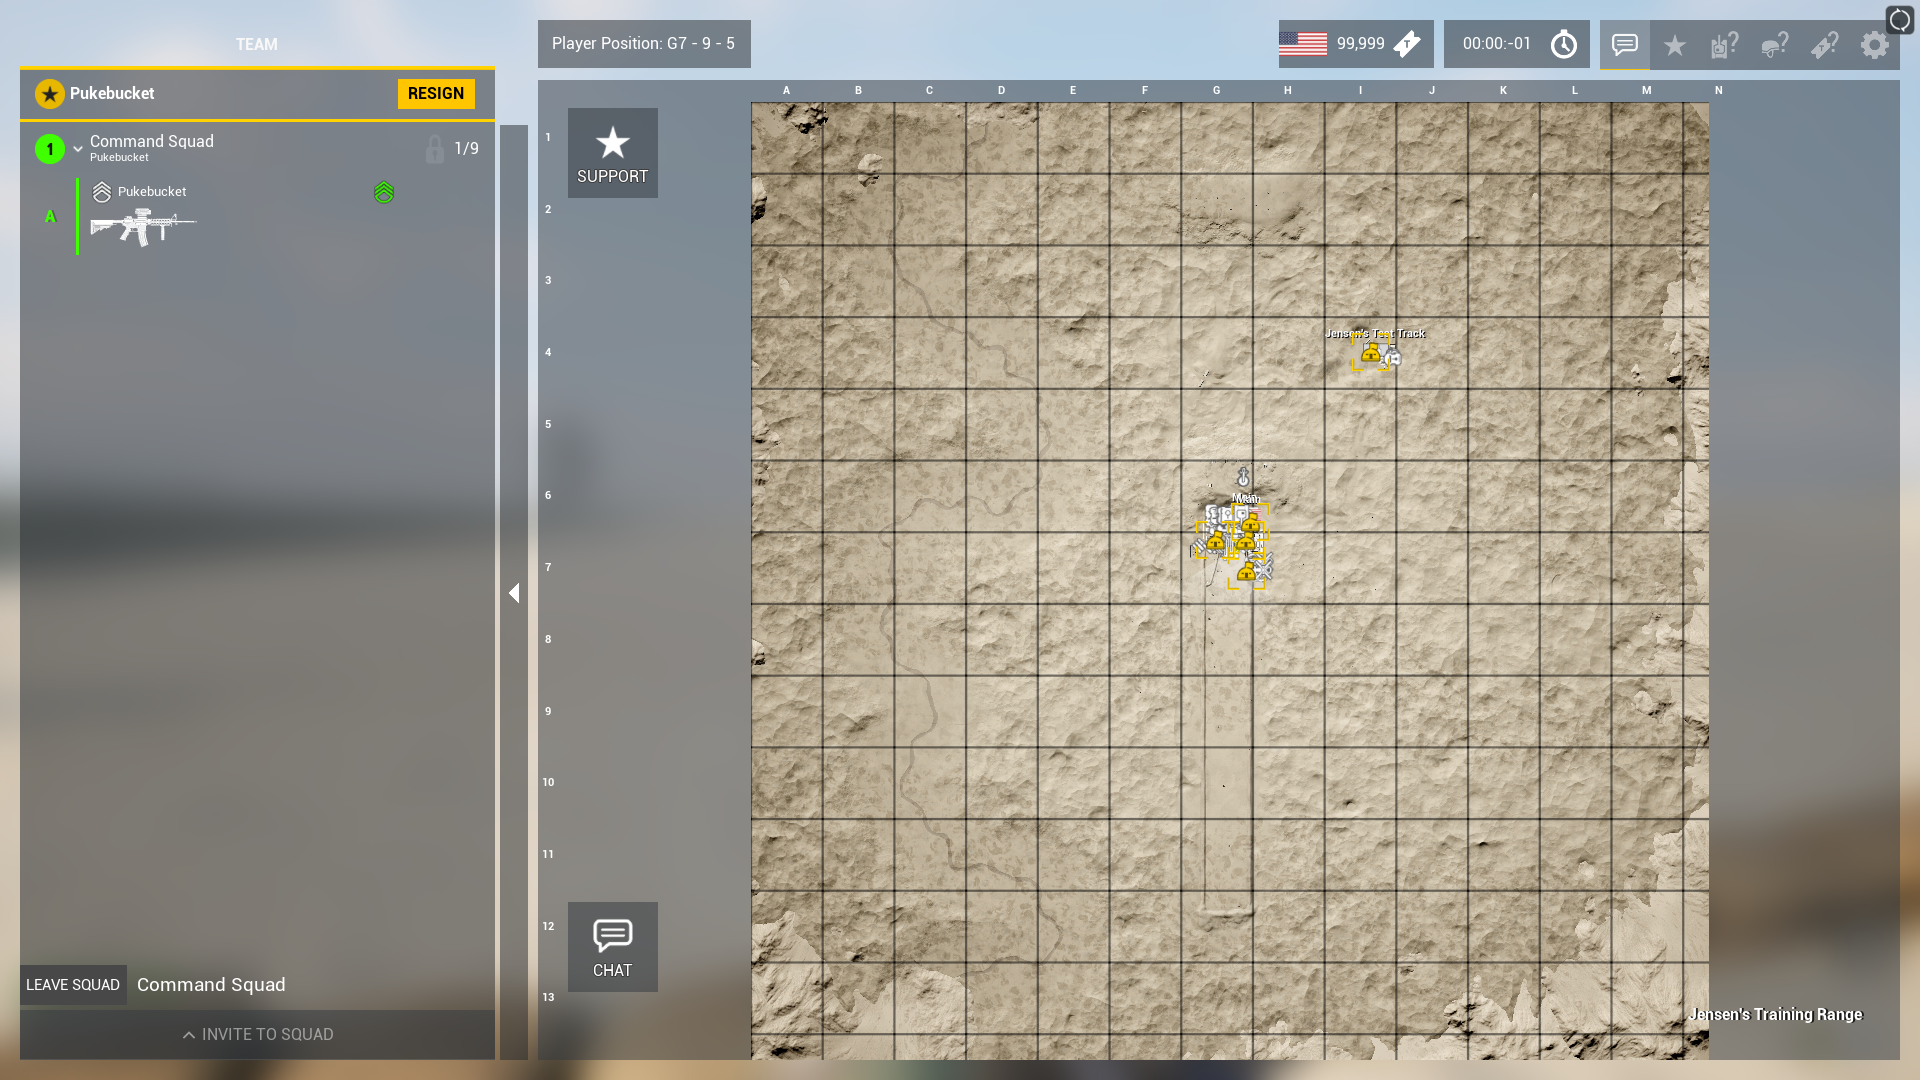 TEAM
Pukebucket
RESIGN
1
Command Squad
Pukebucket
1/9
A
Pukebucket
LEAVE SQUAD
Command Squad
INVITE TO SQUAD
Player Position: G7 - 9 - 5
99,999
00:00:-01
SUPPORT
CHAT
A B C D E F G H I J K L M N
1
2
3
4
5
6
7
8
9
10
11
12
13
Jensen's Test Track
Main
Main
Jensen's Training Range